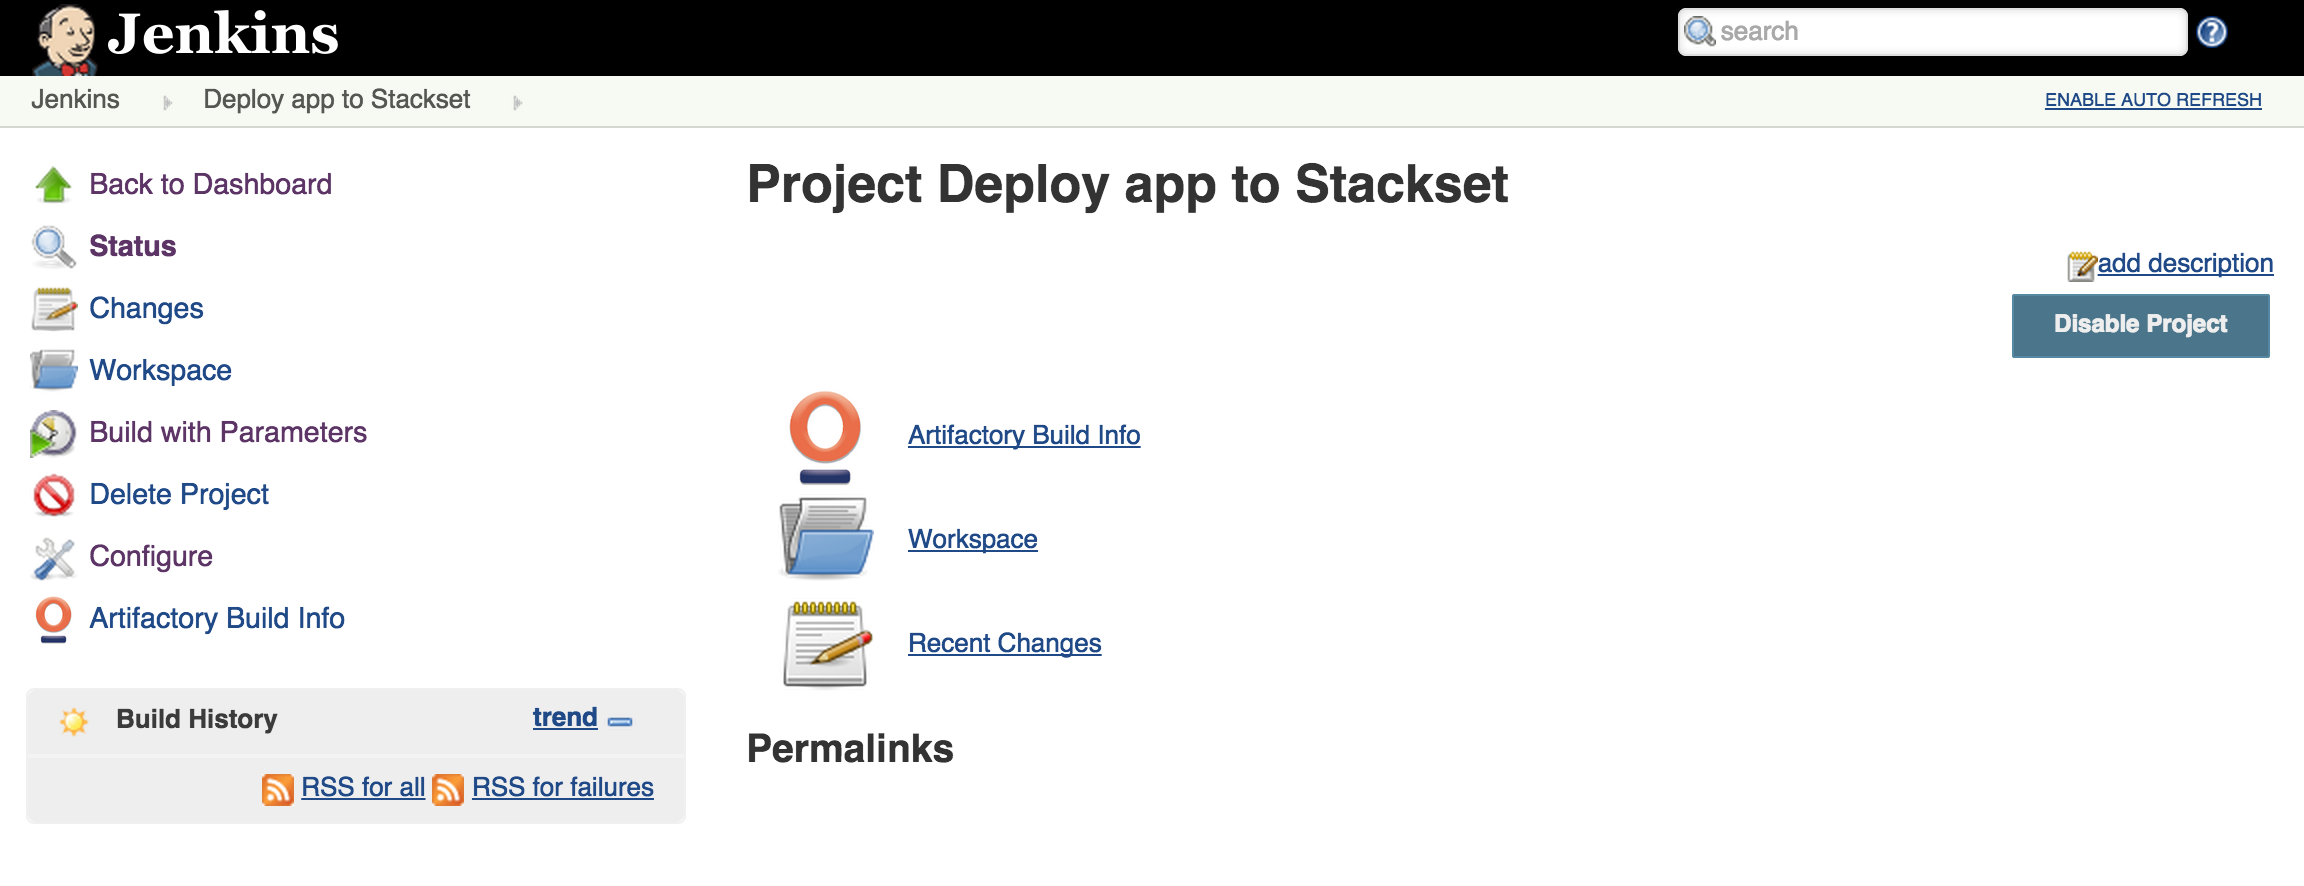 Jenkins
search
Jenkins
Deploy app to Stackset
ENABLE AUTO REFRESH
Back to Dashboard
Status
Changes
Workspace
Build with Parameters
Delete Project
Configure
Artifactory Build Info
Build History
trend
RSS for all RSS for failures
Project Deploy app to Stackset
add description
Disable Project
Artifactory Build Info
Workspace
Recent Changes
Permalinks